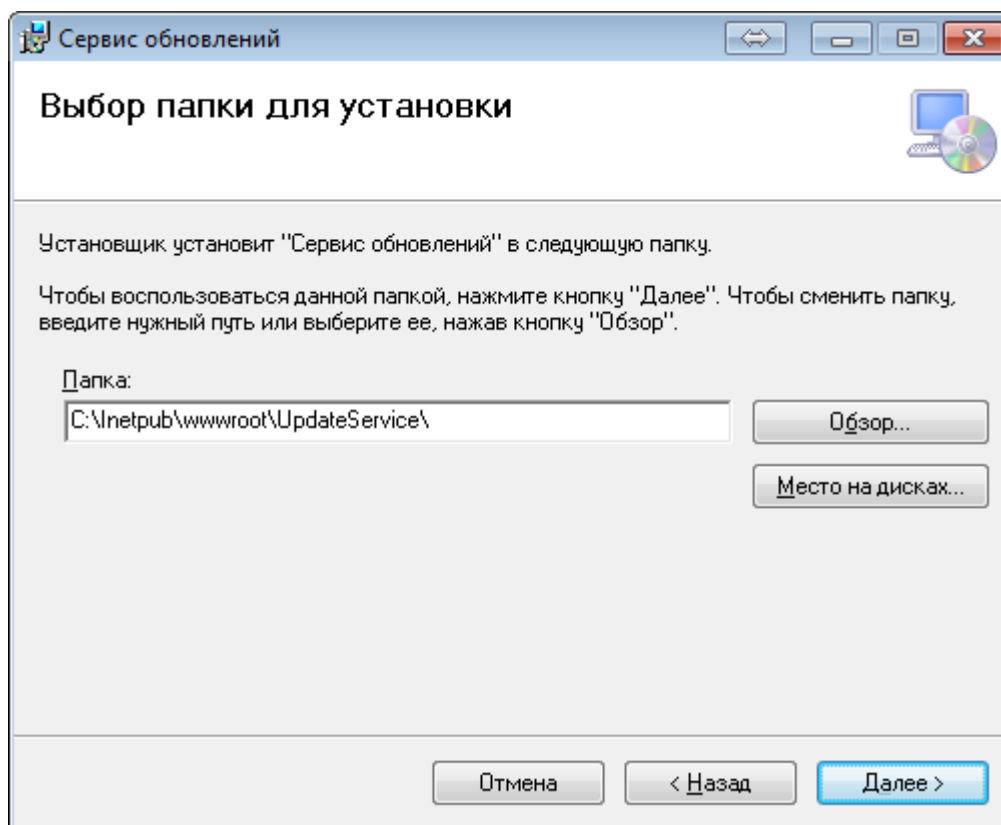 Сервис обновлений
Выбор папки для установки
Установщик установит "Сервис обновлений" в следующую папку.
Чтобы воспользоваться данной папкой, нажмите кнопку "Далее". Чтобы сменить папку,
введите нужный путь или выберите ее, нажав кнопку "Обзор".
Папка:
C:\Inetpub\wwwroot\UpdateService\
Обзор...
Место на дисках...
Отмена
< Назад
Далее >